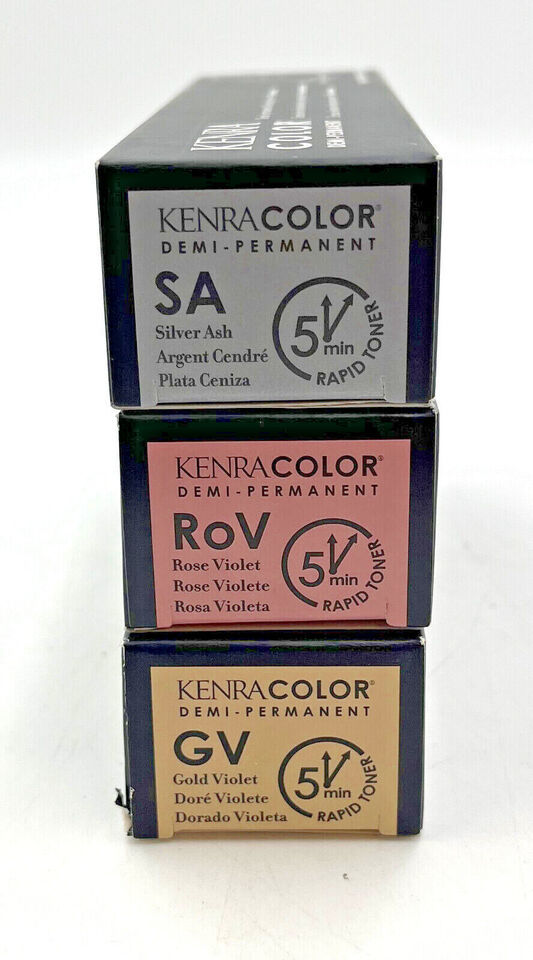 KENRA
COLOR
DEMI-PERMANENT
KENRACOLOR®
DEMI-PERMANENT
SA
Silver Ash
Argent Cendré
Plata Ceniza
5 min
RAPID TONER
KENRACOLOR®
DEMI-PERMANENT
RoV
Rose Violet
Rose Violete
Rosa Violeta
5 min
RAPID TONER
KENRACOLOR®
DEMI-PERMANENT
GV
Gold Violet
Doré Violete
Dorado Violeta
5 min
RAPID TONER